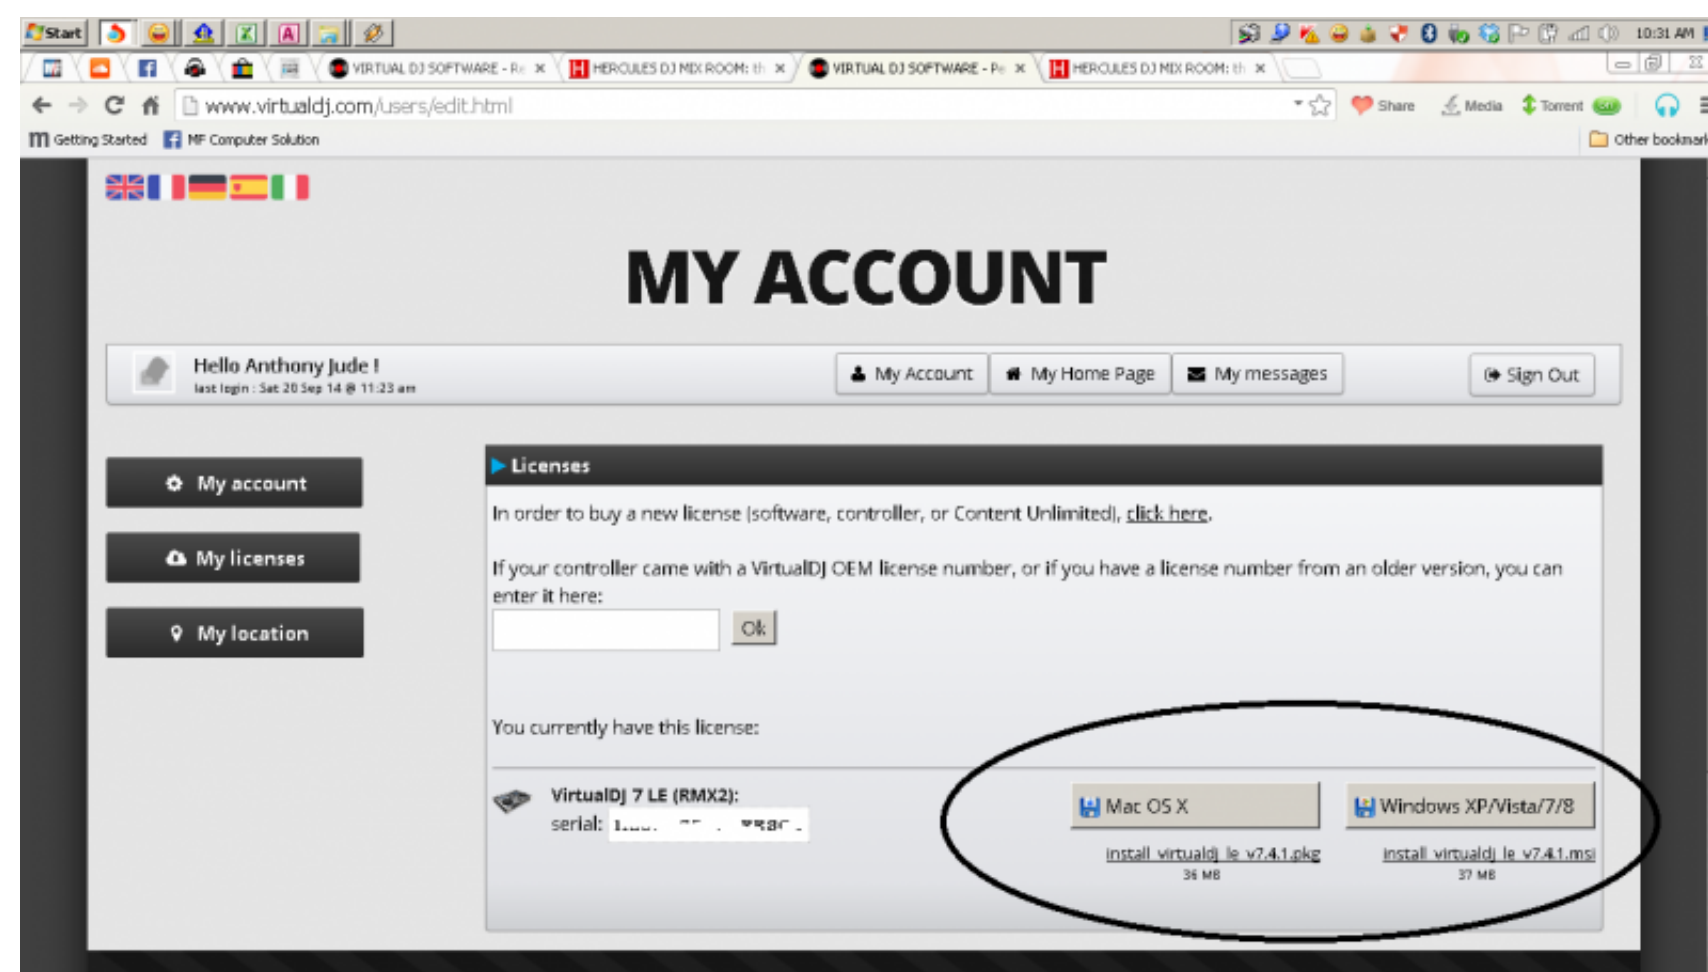 Start
10:31 AM
VIRTUAL DJ SOFTWARE - Re
HERCULES DJ MIX ROOM: th
VIRTUAL DJ SOFTWARE - Pe
HERCULES DJ MIX ROOM: th
www.virtualdj.com/users/edit.html
Share
Media
Torrent
Getting Started
MF Computer Solution
Other bookmark
MY ACCOUNT
Hello Anthony Jude !
last login : Sat 20 Sep 14 @ 11:23 am
My Account
My Home Page
My messages
Sign Out
My account
My licenses
My location
Licenses
In order to buy a new license (software, controller, or Content Unlimited), click here.
If your controller came with a VirtualDJ OEM license number, or if you have a license number from an older version, you can
enter it here:
Ok
You currently have this license:
VirtualDJ 7 LE (RMX2):
serial:
Mac OS X
Windows XP/Vista/7/8
install_virtualdj_le_v7.4.1.pkg
install_virtualdj_le_v7.4.1.msi
36 MB
37 MB